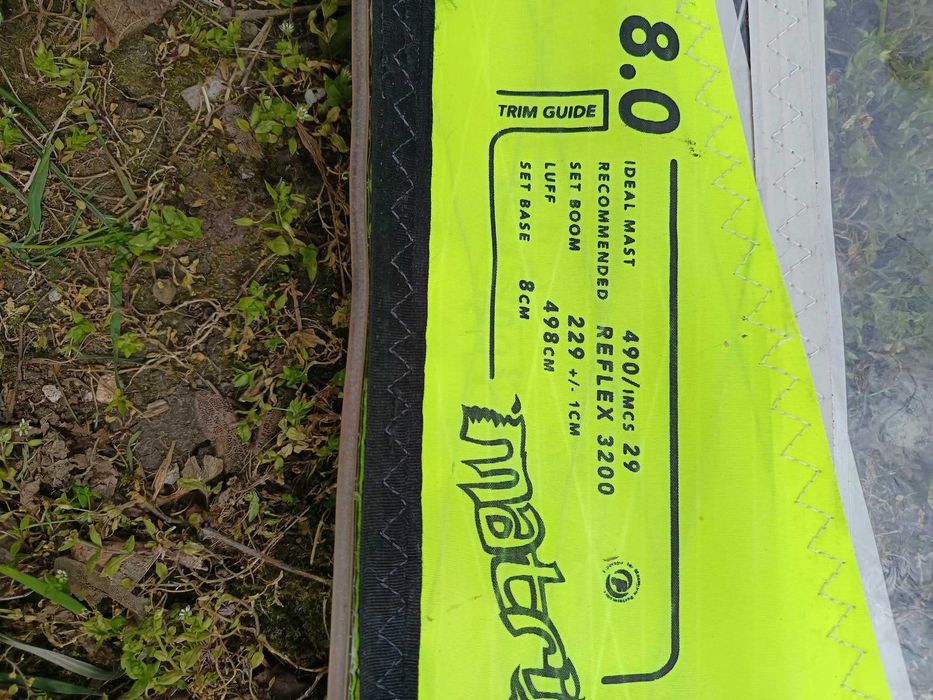 8.0
TRIM GUIDE
IDEAL MAST 490/IMCS 29
RECOMMENDED REFLEX 3200
SET BOOM 229 +/- 1CM
LUFF 498CM
SET BASE 8CM